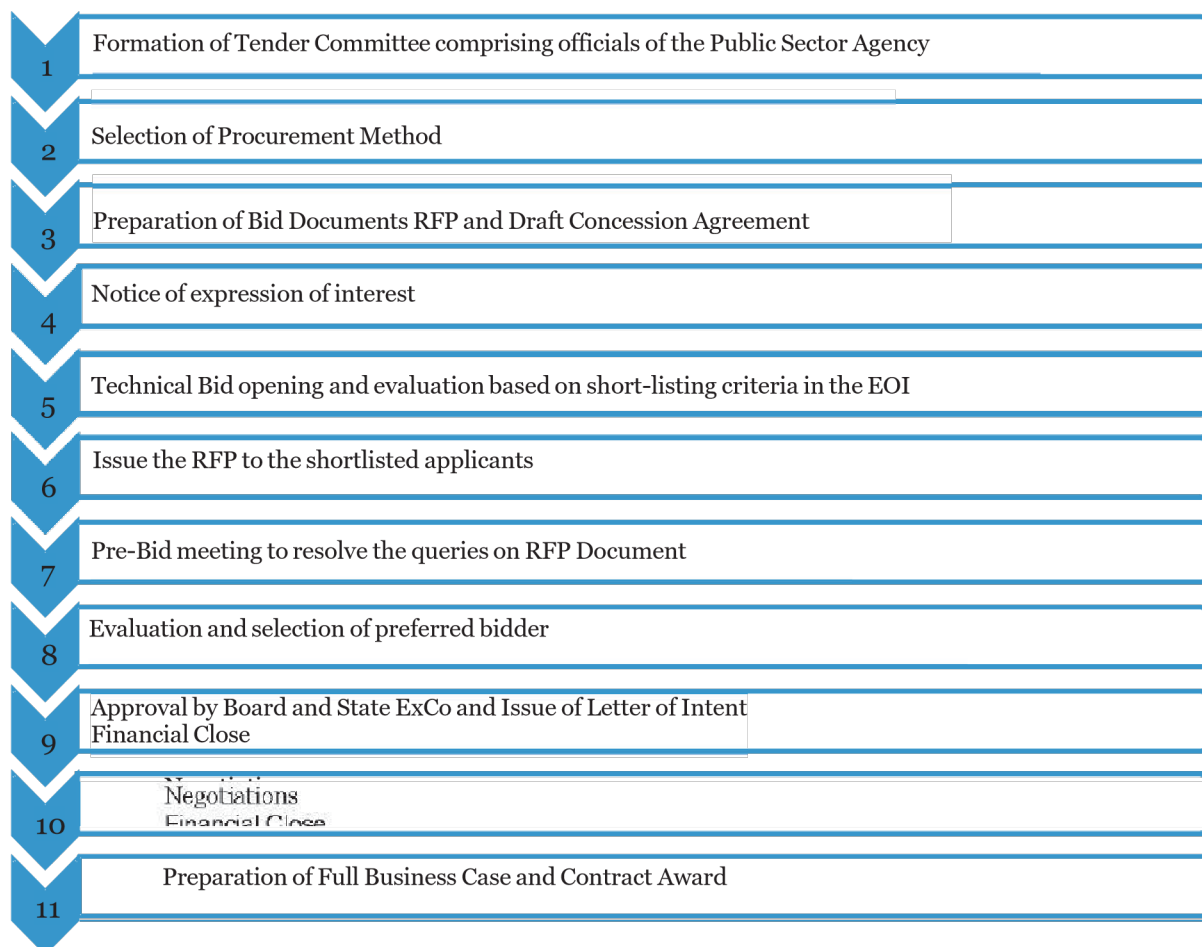 1
Formation of Tender Committee comprising officials of the Public Sector Agency
2
Selection of Procurement Method
3
Preparation of Bid Documents RFP and Draft Concession Agreement
4
Notice of expression of interest
5
Technical Bid opening and evaluation based on short-listing criteria in the EOI
6
Issue the RFP to the shortlisted applicants
7
Pre-Bid meeting to resolve the queries on RFP Document
8
Evaluation and selection of preferred bidder
9
Approval by Board and State ExCo and Issue of Letter of Intent
Financial Close
10
Negotiations
Financial Close
11
Preparation of Full Business Case and Contract Award